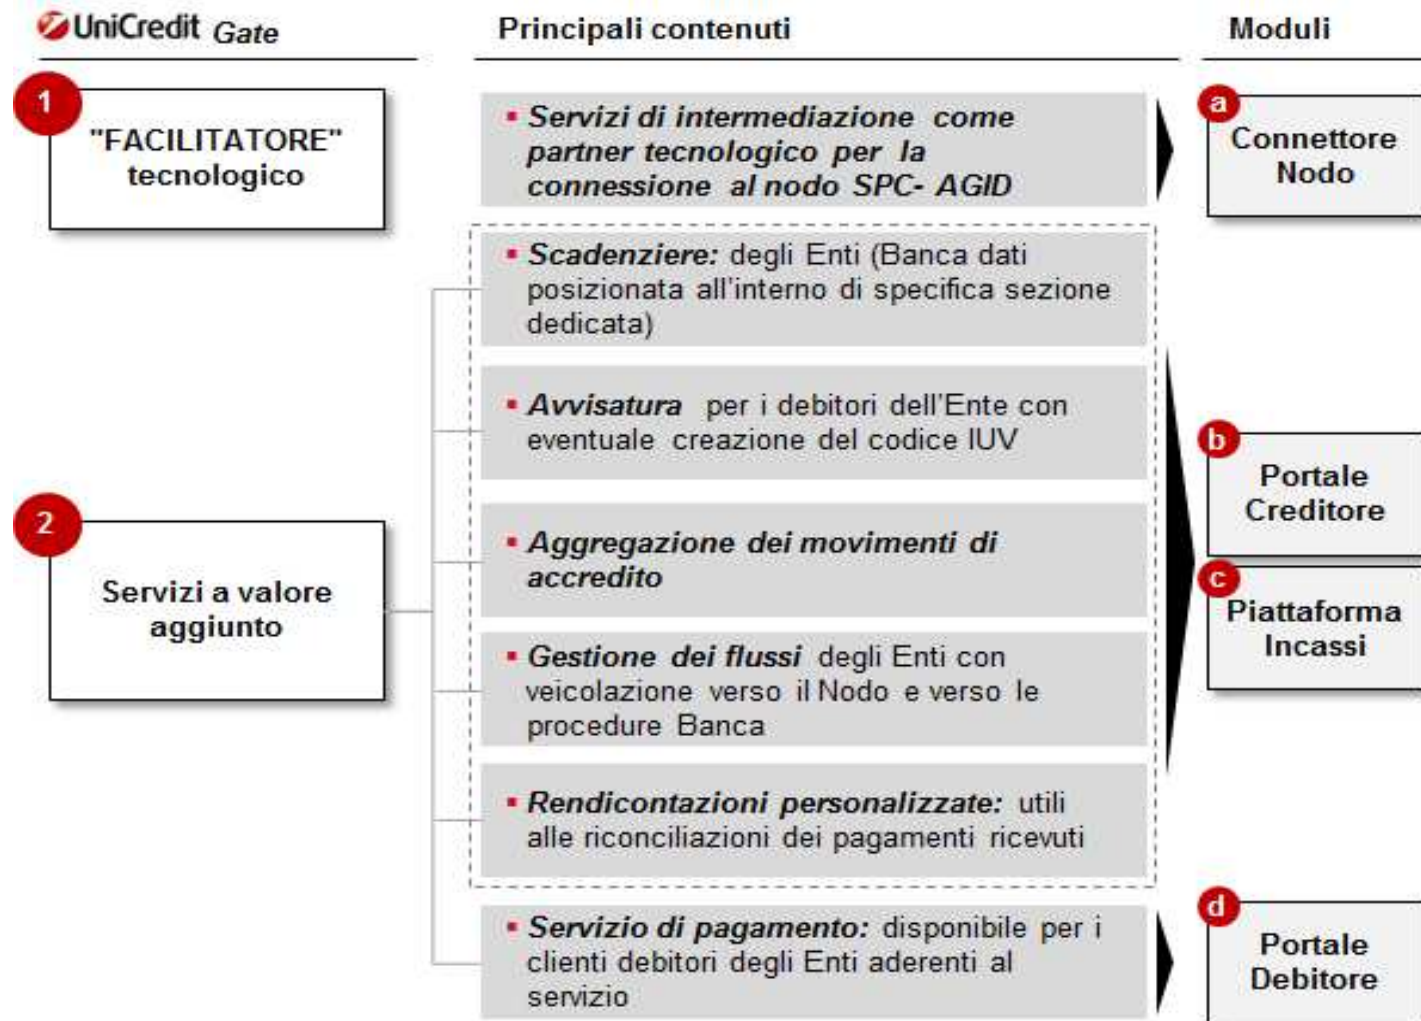 UniCredit Gate
Principali contenuti
Moduli
1
"FACILITATORE"
tecnologico
▪ Servizi di intermediazione come
partner tecnologico per la
connessione al nodo SPC- AGID
a
Connettore
Nodo
2
Servizi a valore
aggiunto
▪ Scadenziere: degli Enti (Banca dati
posizionata all'interno di specifica sezione
dedicata)
▪ Avvisatura per i debitori dell'Ente con
eventuale creazione del codice IUV
▪ Aggregazione dei movimenti di
accredito
▪ Gestione dei flussi degli Enti con
veicolazione verso il Nodo e verso le
procedure Banca
▪ Rendicontazioni personalizzate: utili
alle riconciliazioni dei pagamenti ricevuti
b
Portale
Creditore
c
Piattaforma
Incassi
▪ Servizio di pagamento: disponibile per i
clienti debitori degli Enti aderenti al
servizio
d
Portale
Debitore